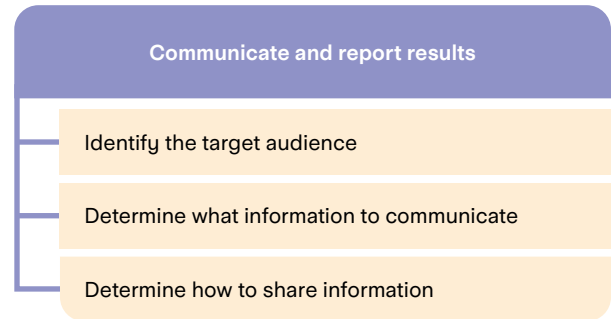 Communicate and report results
Identify the target audience
Determine what information to communicate
Determine how to share information